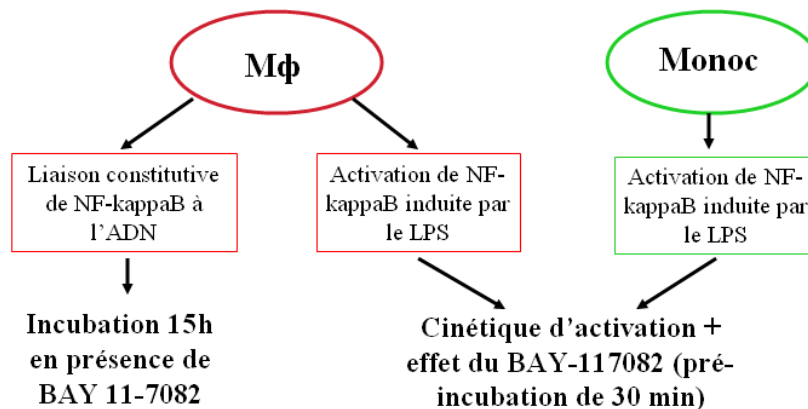 Mф
Monoc
Liaison constitutive
de NF-kappaB à
l'ADN
Activation de NF-
kappaB induite par
le LPS
Activation de NF-
kappaB induite par
le LPS
Incubation 15h
en présence de
BAY 11-7082
Cinétique d'activation +
effet du BAY-117082 (pré-
incubation de 30 min)